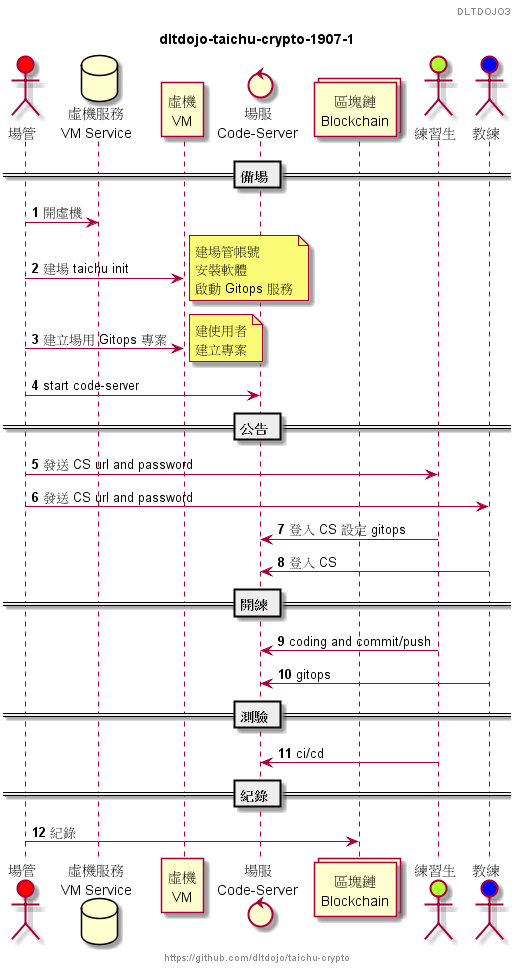 DLTDOJO3
dltdojo-taichu-crypto-1907-1
場管
虛機服務
VM Service
虛機
VM
場服
Code-Server
區塊鏈
Blockchain
練習生
教練
備場
1 開虛機
2 建場 taichu init
建場管帳號
安裝軟體
啟動 Gitops 服務
3 建立場用 Gitops 專案
建使用者
建立專案
4 start code-server
公告
5 發送 CS url and password
6 發送 CS url and password
7 登入 CS 設定 gitops
8 登入 CS
開練
9 coding and commit/push
10 gitops
測驗
11 ci/cd
紀錄
12 紀錄
場管
虛機服務
VM Service
虛機
VM
場服
Code-Server
區塊鏈
Blockchain
練習生
教練
https://github.com/dltdojo/taichu-crypto